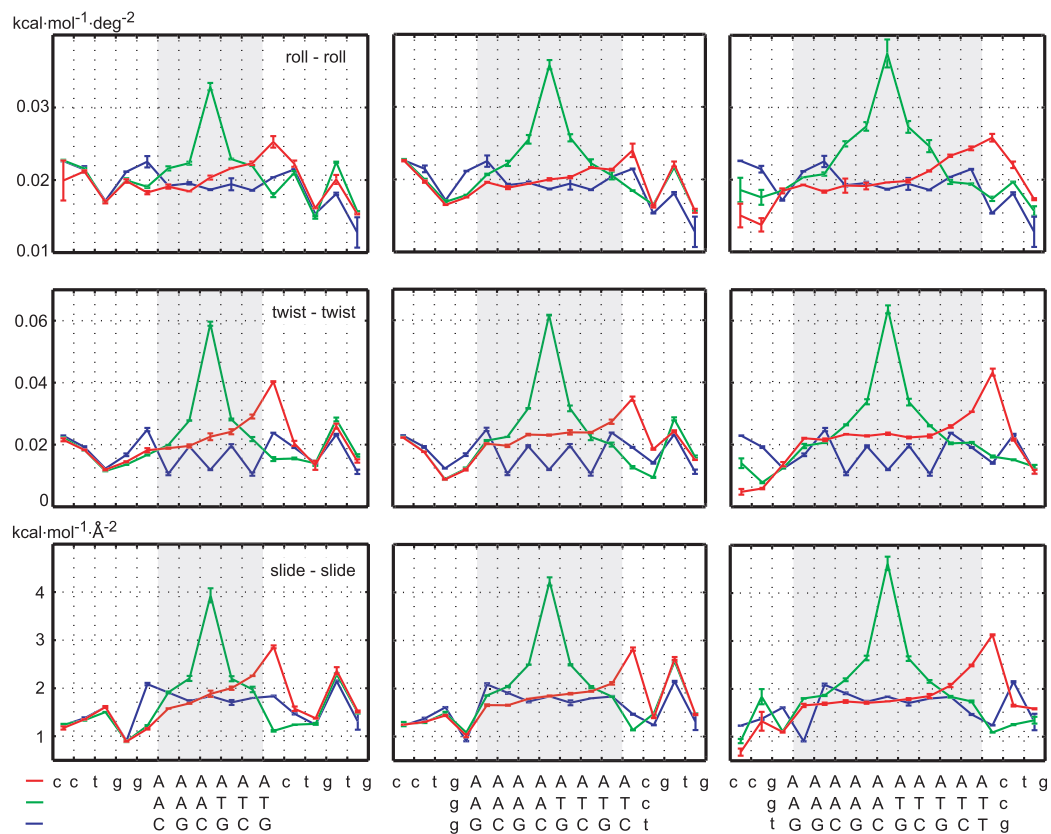 kcal·mol⁻¹·deg⁻²
roll - roll
0.03
0.02
0.01
twist - twist
0.06
0.04
0.02
0
kcal·mol⁻¹·Å⁻²
slide - slide
4
3
2
1
c c t g g A A A A A A c t g t g c c t g A A A A A A A A c g t g c c g A A A A A A A A A A c t g
A A A T T T g A A A A T T T T c g A A A A A T T T T T c
C G C G C G g G C G C G C G C t t G G C G C G C G C T g